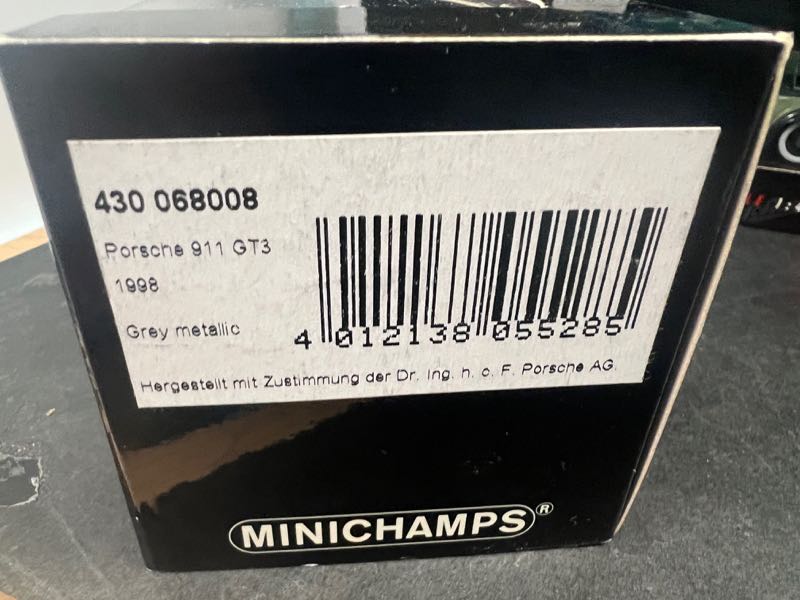 430 068008
Porsche 911 GT3
1998
Grey metallic
4 012138 055285
Hergestellt mit Zustimmung der Dr. Ing. h. c. F. Porsche AG.
MINICHAMPS®